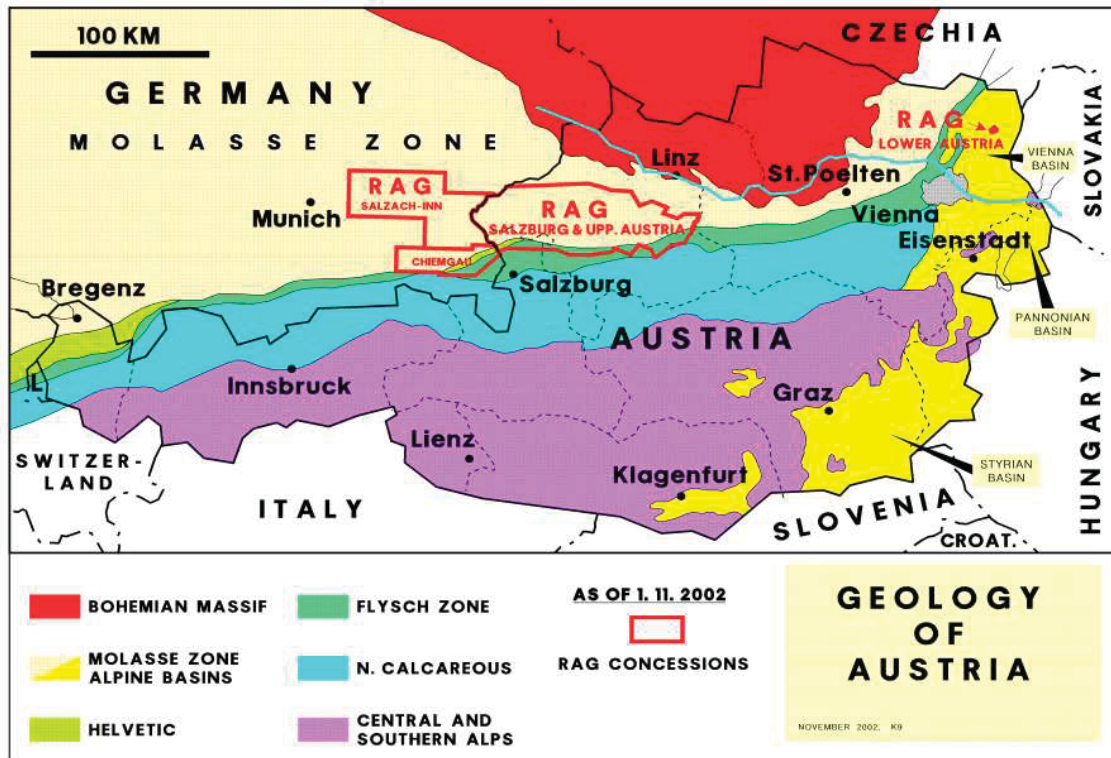 100 KM
CZECHIA
GERMANY
MOLASSE ZONE
SLOVAKIA
RAG
LOWER AUSTRIA
VIENNA
BASIN
Linz
St.Poelten
RAG
SALZACH-INN
Munich
RAG
SALZBURG & UPP. AUSTRIA
Vienna
Eisenstadt
CHIEMGAU
Salzburg
Bregenz
PANNONIAN
BASIN
AUSTRIA
L
Innsbruck
Graz
HUNGARY
Lienz
SWITZER-
LAND
Klagenfurt
STYRIAN
BASIN
ITALY
SLOVENIA
CROAT.
BOHEMIAN MASSIF
FLYSCH ZONE
AS OF 1. 11. 2002
MOLASSE ZONE
ALPINE BASINS
N. CALCAREOUS
RAG CONCESSIONS
HELVETIC
CENTRAL AND
SOUTHERN ALPS
GEOLOGY
OF
AUSTRIA
NOVEMBER 2002, K9